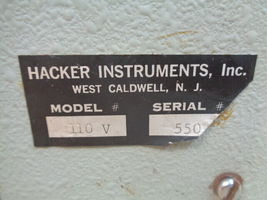 HACKER INSTRUMENTS, Inc.
WEST CALDWELL, N. J.
MODEL # SERIAL #
110 V 550